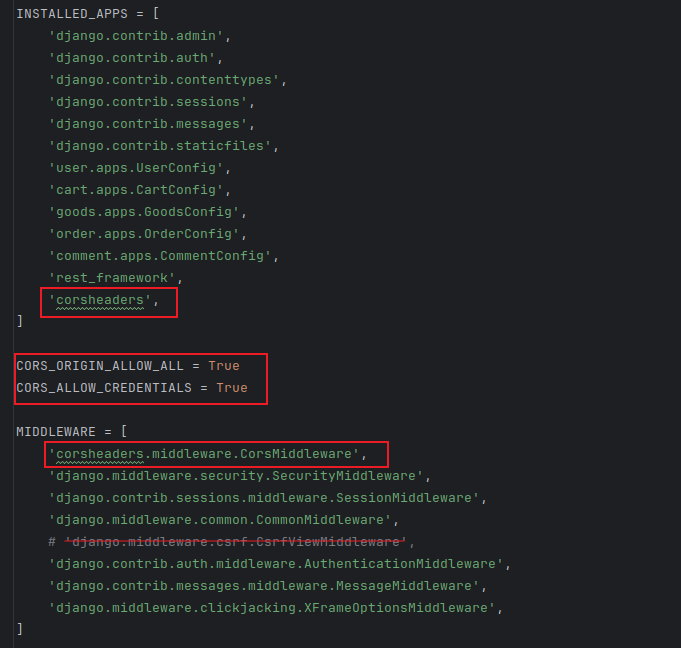 INSTALLED_APPS = [
    'django.contrib.admin',
    'django.contrib.auth',
    'django.contrib.contenttypes',
    'django.contrib.sessions',
    'django.contrib.messages',
    'django.contrib.staticfiles',
    'user.apps.UserConfig',
    'cart.apps.CartConfig',
    'goods.apps.GoodsConfig',
    'order.apps.OrderConfig',
    'comment.apps.CommentConfig',
    'rest_framework',
    'corsheaders',
]
CORS_ORIGIN_ALLOW_ALL = True
CORS_ALLOW_CREDENTIALS = True
MIDDLEWARE = [
    'corsheaders.middleware.CorsMiddleware',
    'django.middleware.security.SecurityMiddleware',
    'django.contrib.sessions.middleware.SessionMiddleware',
    'django.middleware.common.CommonMiddleware',
    # 'django.middleware.csrf.CsrfViewMiddleware',
    'django.contrib.auth.middleware.AuthenticationMiddleware',
    'django.contrib.messages.middleware.MessageMiddleware',
    'django.middleware.clickjacking.XFrameOptionsMiddleware',
]